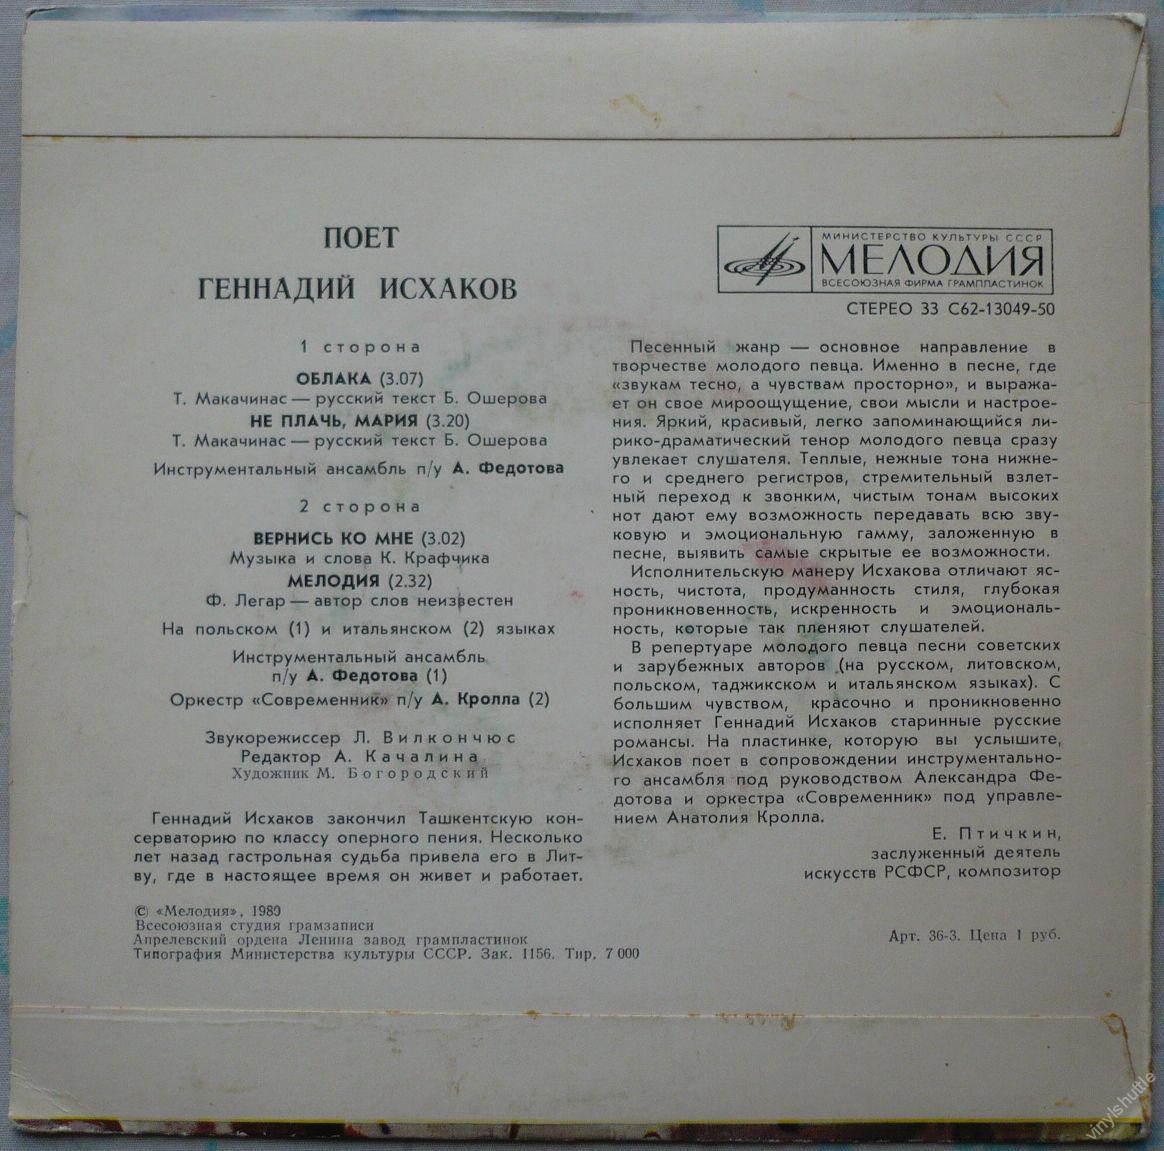 ПОЕТ
ГЕННАДИЙ ИСХАКОВ
1 сторона
ОБЛАКА (3.07)
Т. Макачинас — русский текст Б. Ошерова
НЕ ПЛАЧЬ, МАРИЯ (3.20)
Т. Макачинас — русский текст Б. Ошерова
Инструментальный ансамбль п/у А. Федотова
2 сторона
ВЕРНИСЬ КО МНЕ (3.02)
Музыка и слова К. Крафчика
МЕЛОДИЯ (2.32)
Ф. Легар — автор слов неизвестен
На польском (1) и итальянском (2) языках
Инструментальный ансамбль
п/у А. Федотова (1)
Оркестр «Современник» п/у А. Кролла (2)
Звукорежиссер Л. Вилкончюс
Редактор А. Качалина
Художник М. Богородский
Геннадий Исхаков закончил Ташкентскую кон-
серваторию по классу оперного пения. Несколько
лет назад гастрольная судьба привела его в Лит-
ву, где в настоящее время он живет и работает.
© «Мелодия», 1980
Всесоюзная студия грамзаписи
Апрелевский ордена Ленина завод грампластинок
Типография Министерства культуры СССР. Зак. 1156. Тир. 7 000
МИНИСТЕРСТВО КУЛЬТУРЫ СССР
МЕЛОДИЯ
ВСЕСОЮЗНАЯ ФИРМА ГРАМПЛАСТИНОК
СТЕРЕО 33 С62-13049-50
Песенный жанр — основное направление в
творчестве молодого певца. Именно в песне, где
«звукам тесно, а чувствам просторно», и выража-
ет он свое мироощущение, свои мысли и настрое-
ния. Яркий, красивый, легко запоминающийся ли-
рико-драматический тенор молодого певца сразу
увлекает слушателя. Теплые, нежные тона нижне-
го и среднего регистров, стремительный взлет-
ный переход к звонким, чистым тонам высоких
нот дают ему возможность передавать всю зву-
ковую и эмоциональную гамму, заложенную в
песне, выявить самые скрытые ее возможности.
Исполнительскую манеру Исхакова отличают яс-
ность, чистота, продуманность стиля, глубокая
проникновенность, искренность и эмоциональ-
ность, которые так пленяют слушателей.
В репертуаре молодого певца песни советских
и зарубежных авторов (на русском, литовском,
польском, таджикском и итальянском языках). С
большим чувством, красочно и проникновенно
исполняет Геннадий Исхаков старинные русские
романсы. На пластинке, которую вы услышите,
Исхаков поет в сопровождении инструментально-
го ансамбля под руководством Александра Фе-
дотова и оркестра «Современник» под управле-
нием Анатолия Кролла.
Е. Птичкин,
заслуженный деятель
искусств РСФСР, композитор
Арт. 36-3. Цена 1 руб.
vinylshuttle